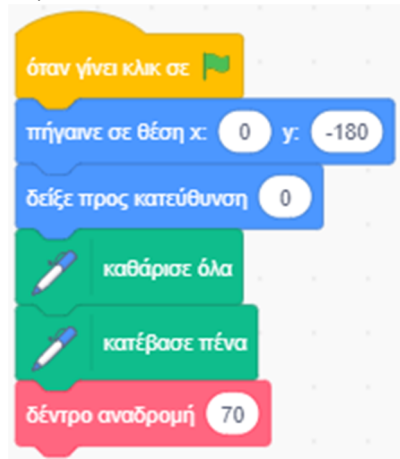 όταν γίνει κλικ σε
πήγαινε σε θέση x: 0 y: -180
δείξε προς κατεύθυνση 0
καθάρισε όλα
κατέβασε πένα
δέντρο αναδρομή 70